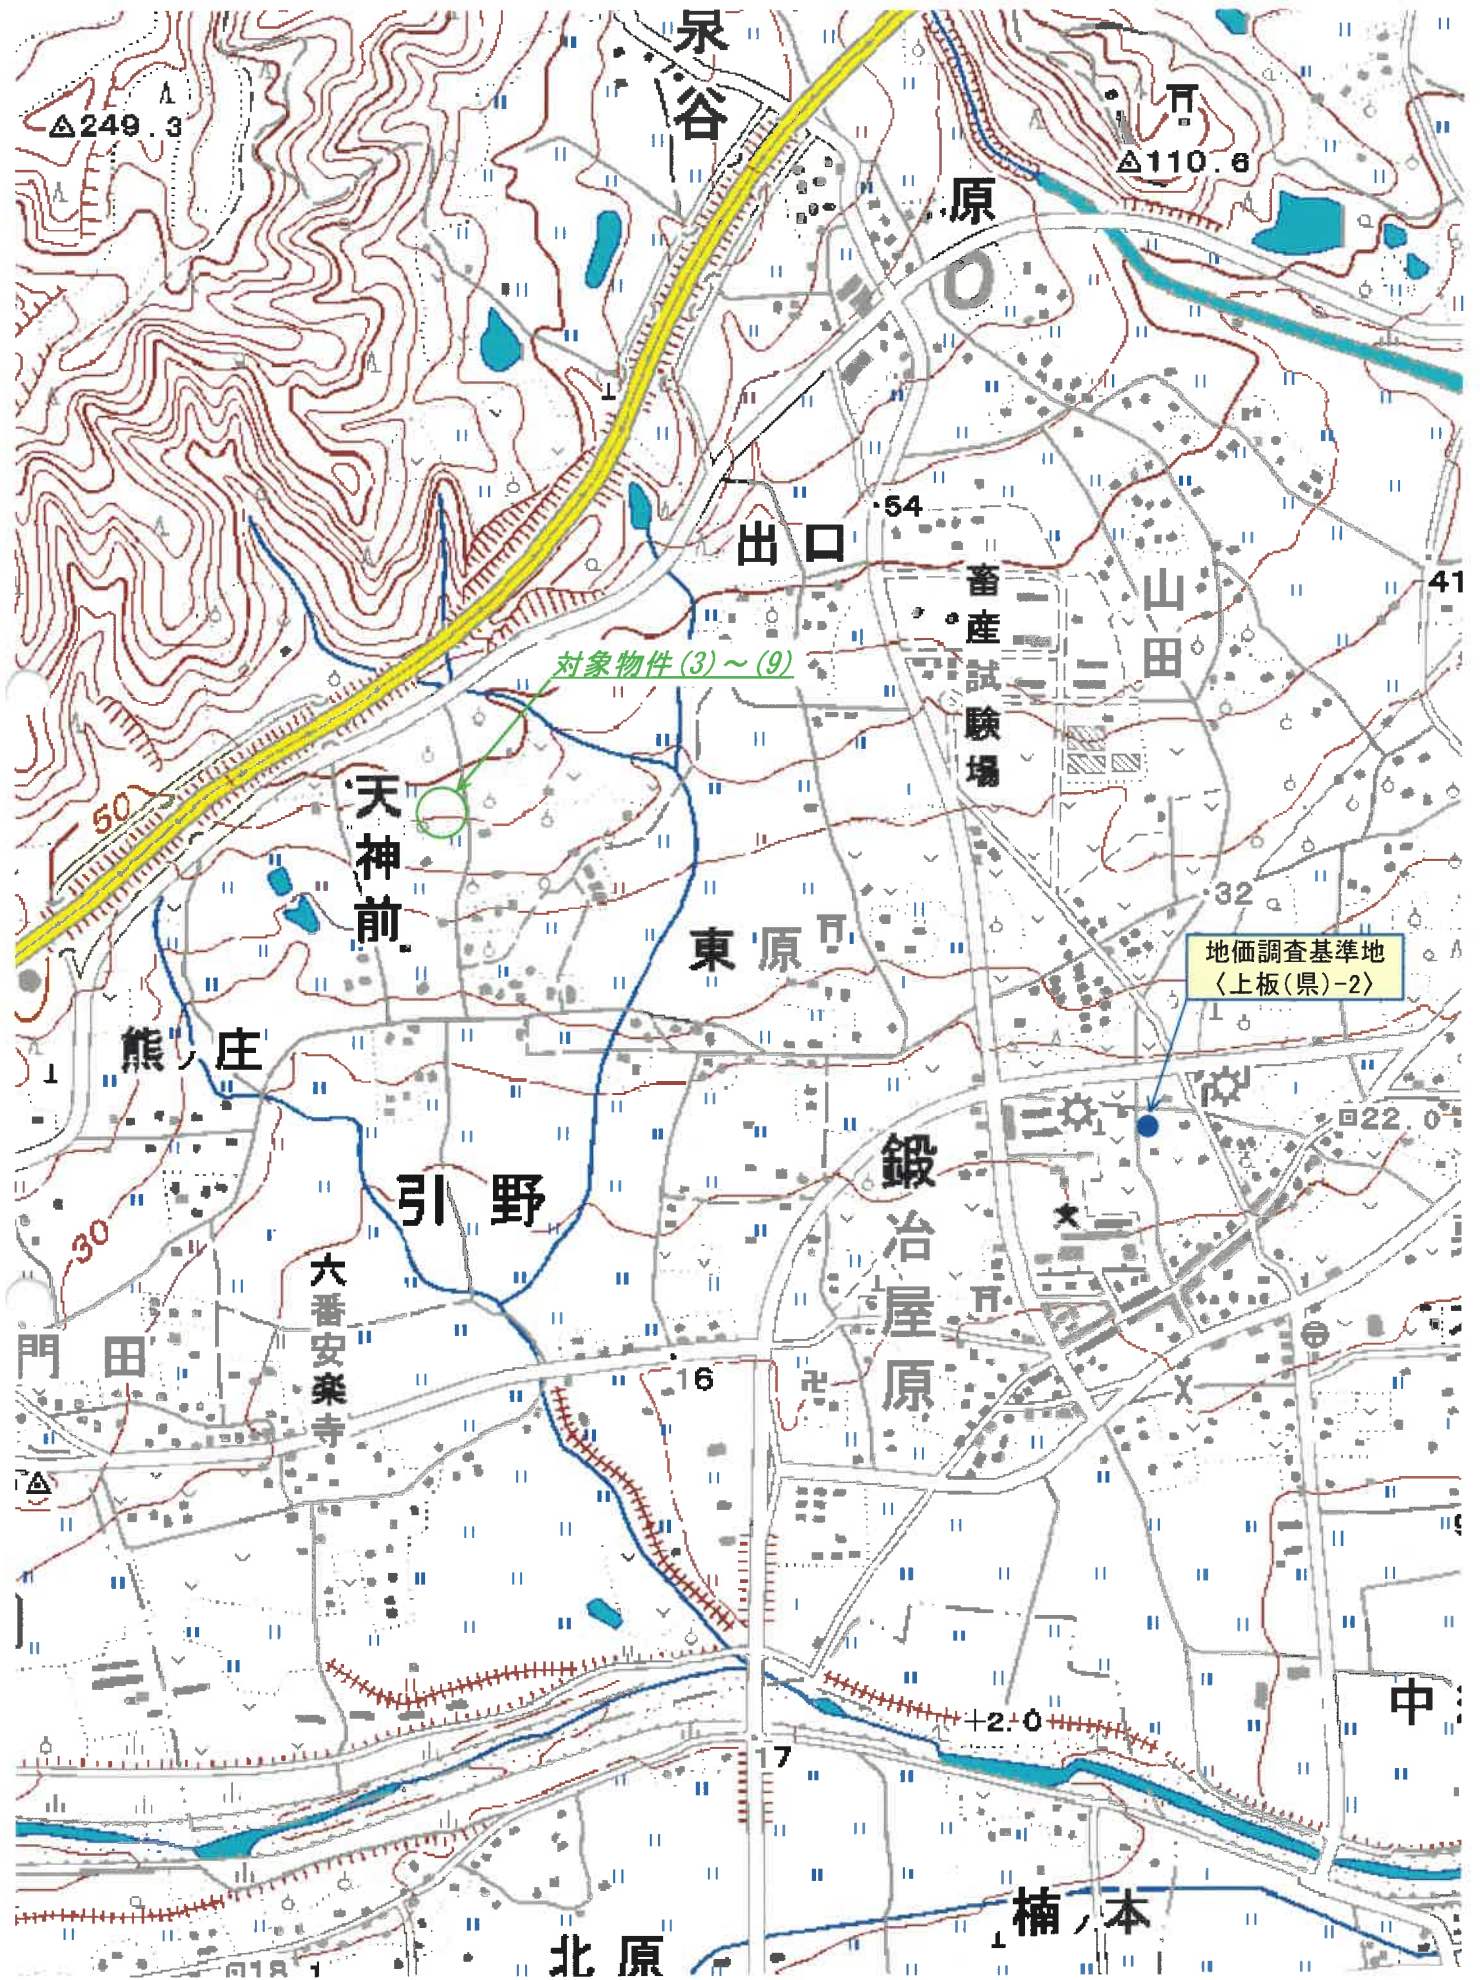 泉谷
249.3
110.6
原
54
出口
畜産試験場
山田
41
対象物件(3)～(9)
50
天神前
32
東原
地価調査基準地
〈上板(県)-2〉
熊ノ庄
22.0
鍛冶屋原
引野
30
六番安楽寺
門田
16
+2.0
中
17
楠ノ本
北原
18